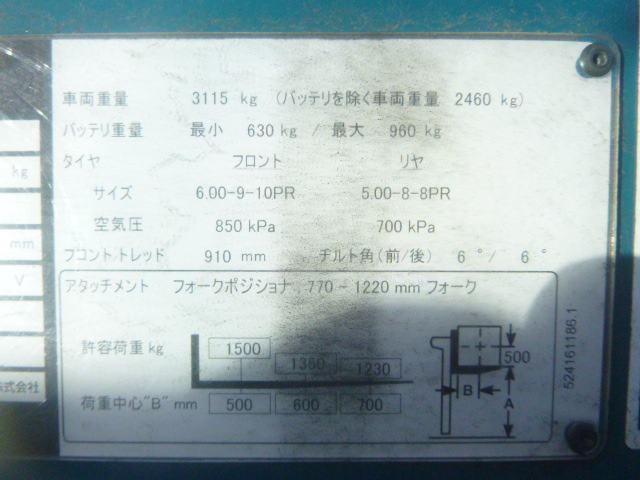 車両重量 3115 kg (バッテリを除く車両重量 2460 kg)
バッテリ重量 最小 630 kg / 最大 960 kg
タイヤ フロント リヤ
サイズ 6.00-9-10PR 5.00-8-8PR
空気圧 850 kPa 700 kPa
フロントトレッド 910 mm チルト角(前/後) 6 ° / 6 °
アタッチメント フォークポジショナ, 770 - 1220 mm フォーク
許容荷重 kg 1500 1360 1230
荷重中心"B" mm 500 600 700
500
B
A
524161186.1
kg
mm
V
株式会社